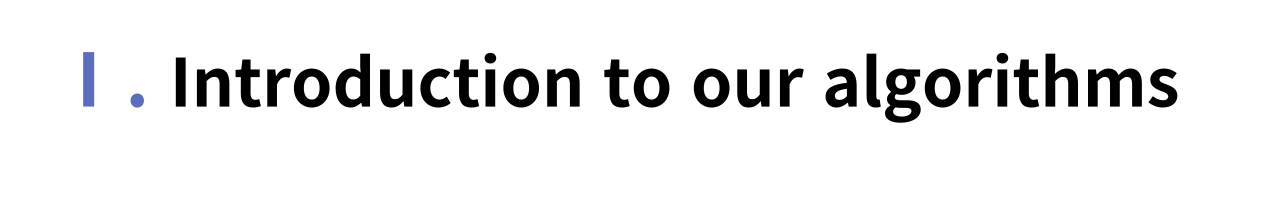 Ⅰ. Introduction to our algorithms